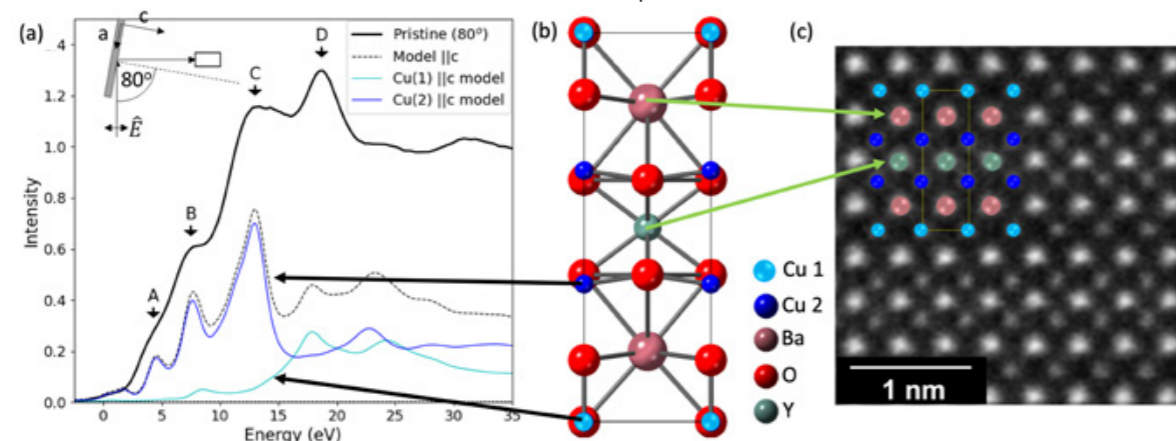 (a)
c
a
80°
Ê
Pristine (80°)
Model ||c
Cu(1) ||c model
Cu(2) ||c model
A
B
C
D
1.4
1.2
1.0
0.8
0.6
0.4
0.2
0.0
Intensity
0 5 10 15 20 25 30 35
Energy (eV)
(b)
Cu 1
Cu 2
Ba
O
Y
(c)
1 nm